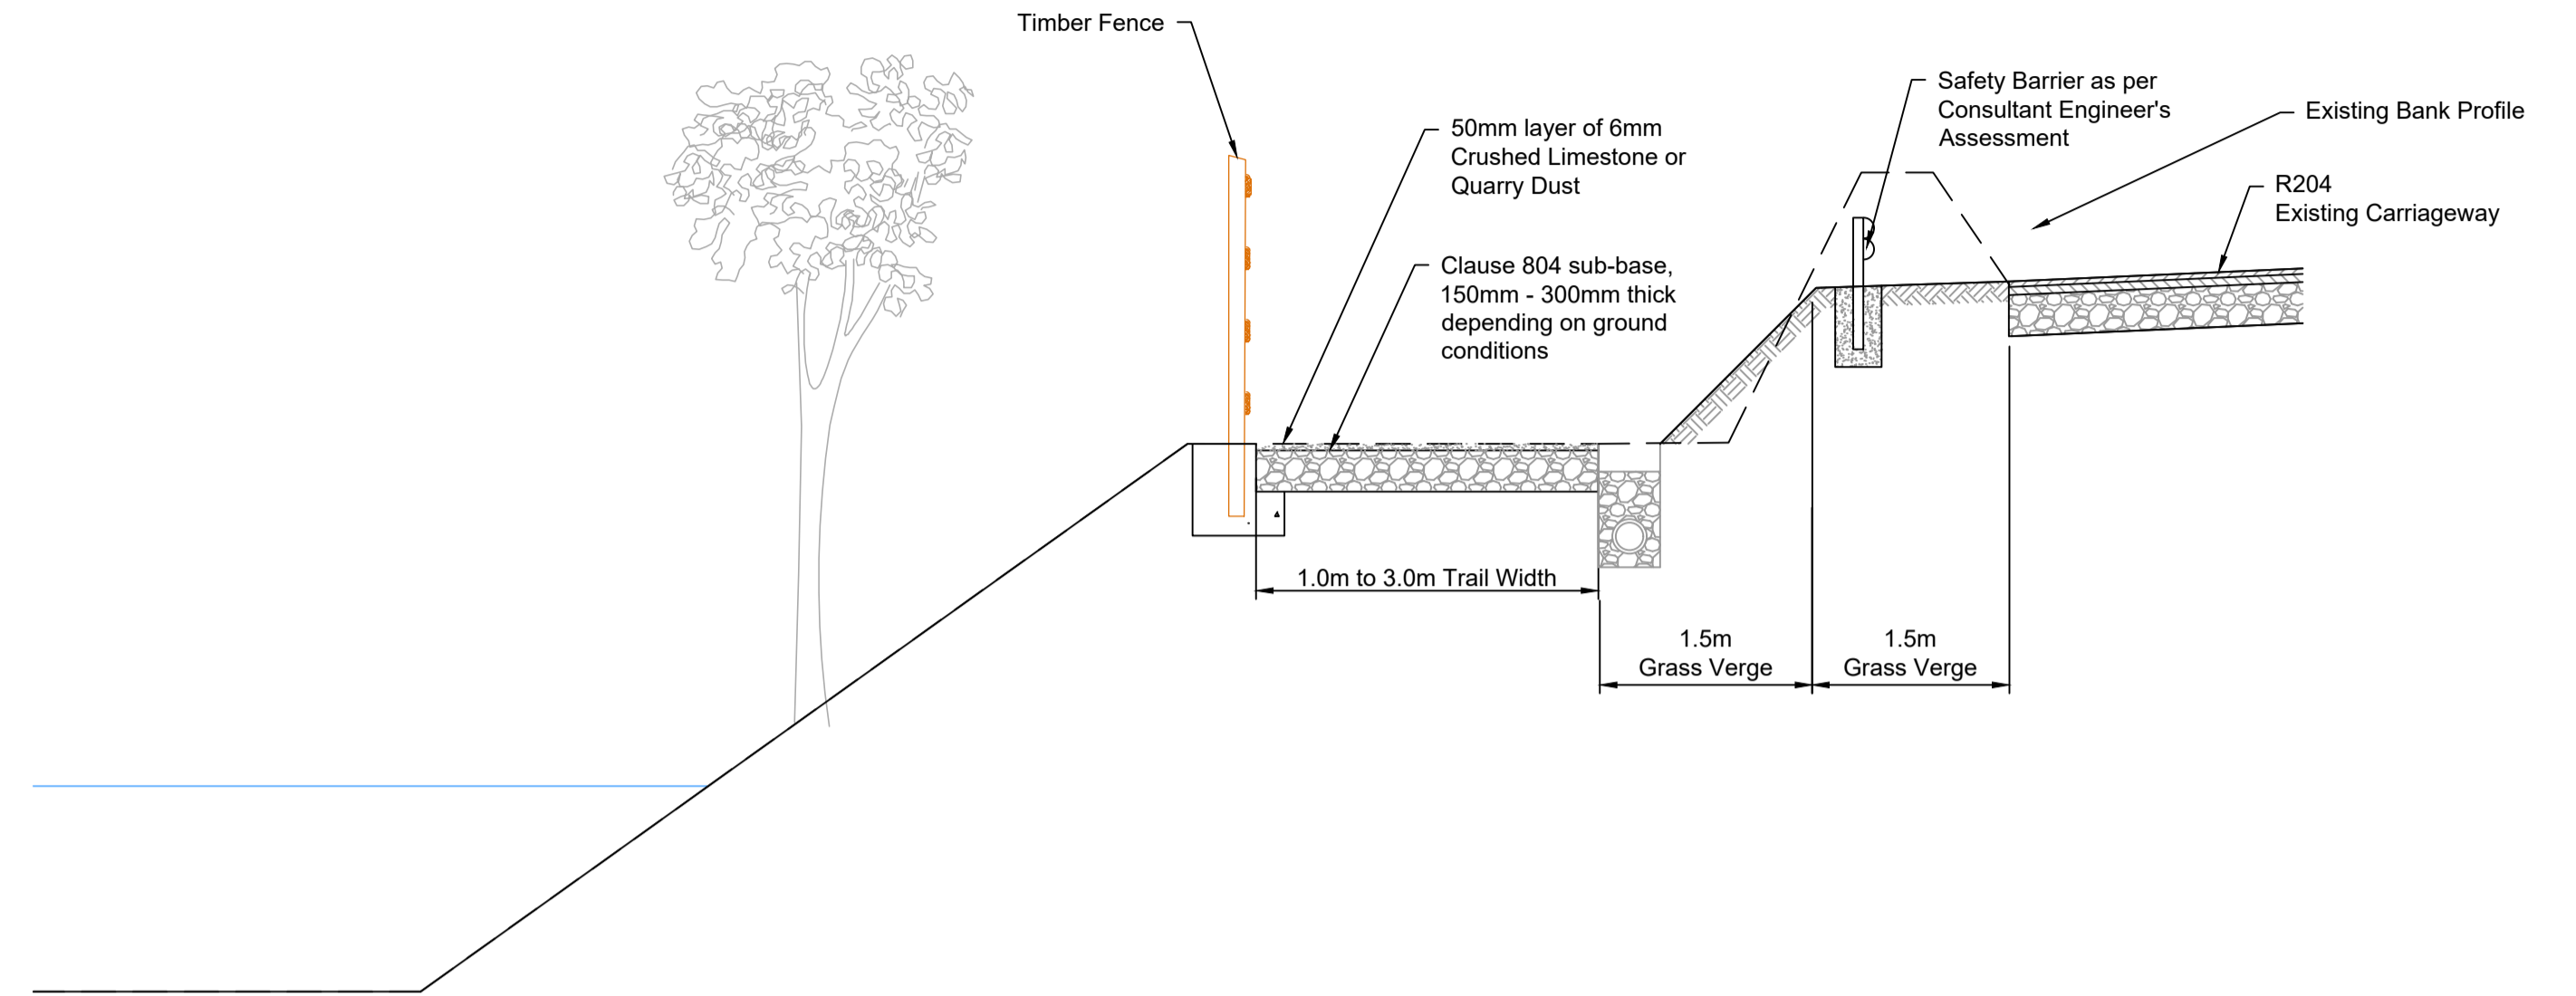 Timber Fence
50mm layer of 6mm
Crushed Limestone or
Quarry Dust
Clause 804 sub-base,
150mm - 300mm thick
depending on ground
conditions
Safety Barrier as per
Consultant Engineer's
Assessment
Existing Bank Profile
R204
Existing Carriageway
1.0m to 3.0m Trail Width
1.5m
Grass Verge
1.5m
Grass Verge